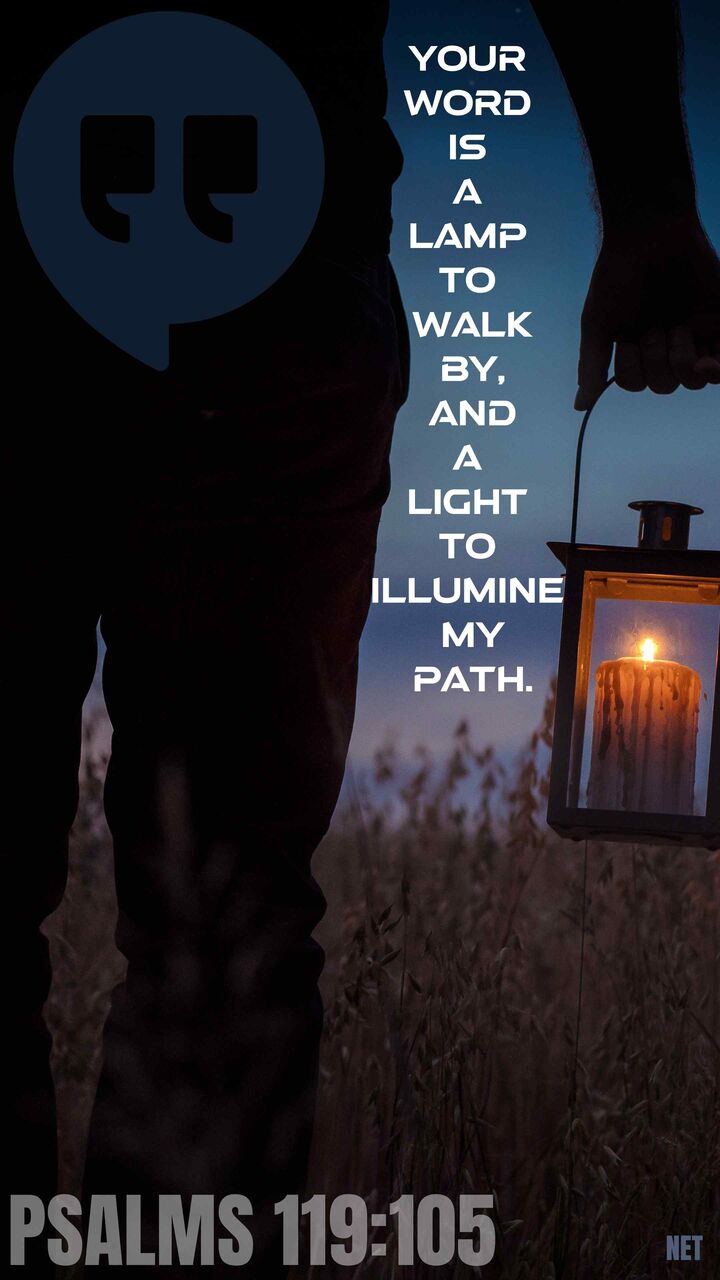 YOUR
WORD
IS
A
LAMP
TO
WALK
BY,
AND
A
LIGHT
TO
ILLUMINE
MY
PATH.
PSALMS 119:105
NET